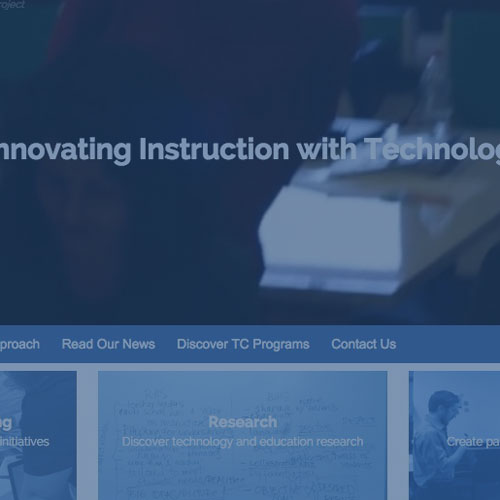 roject
nnovating Instruction with Technolog
proach Read Our News Discover TC Programs Contact Us
ng
initiatives
Research
Discover technology and education research
Create pa